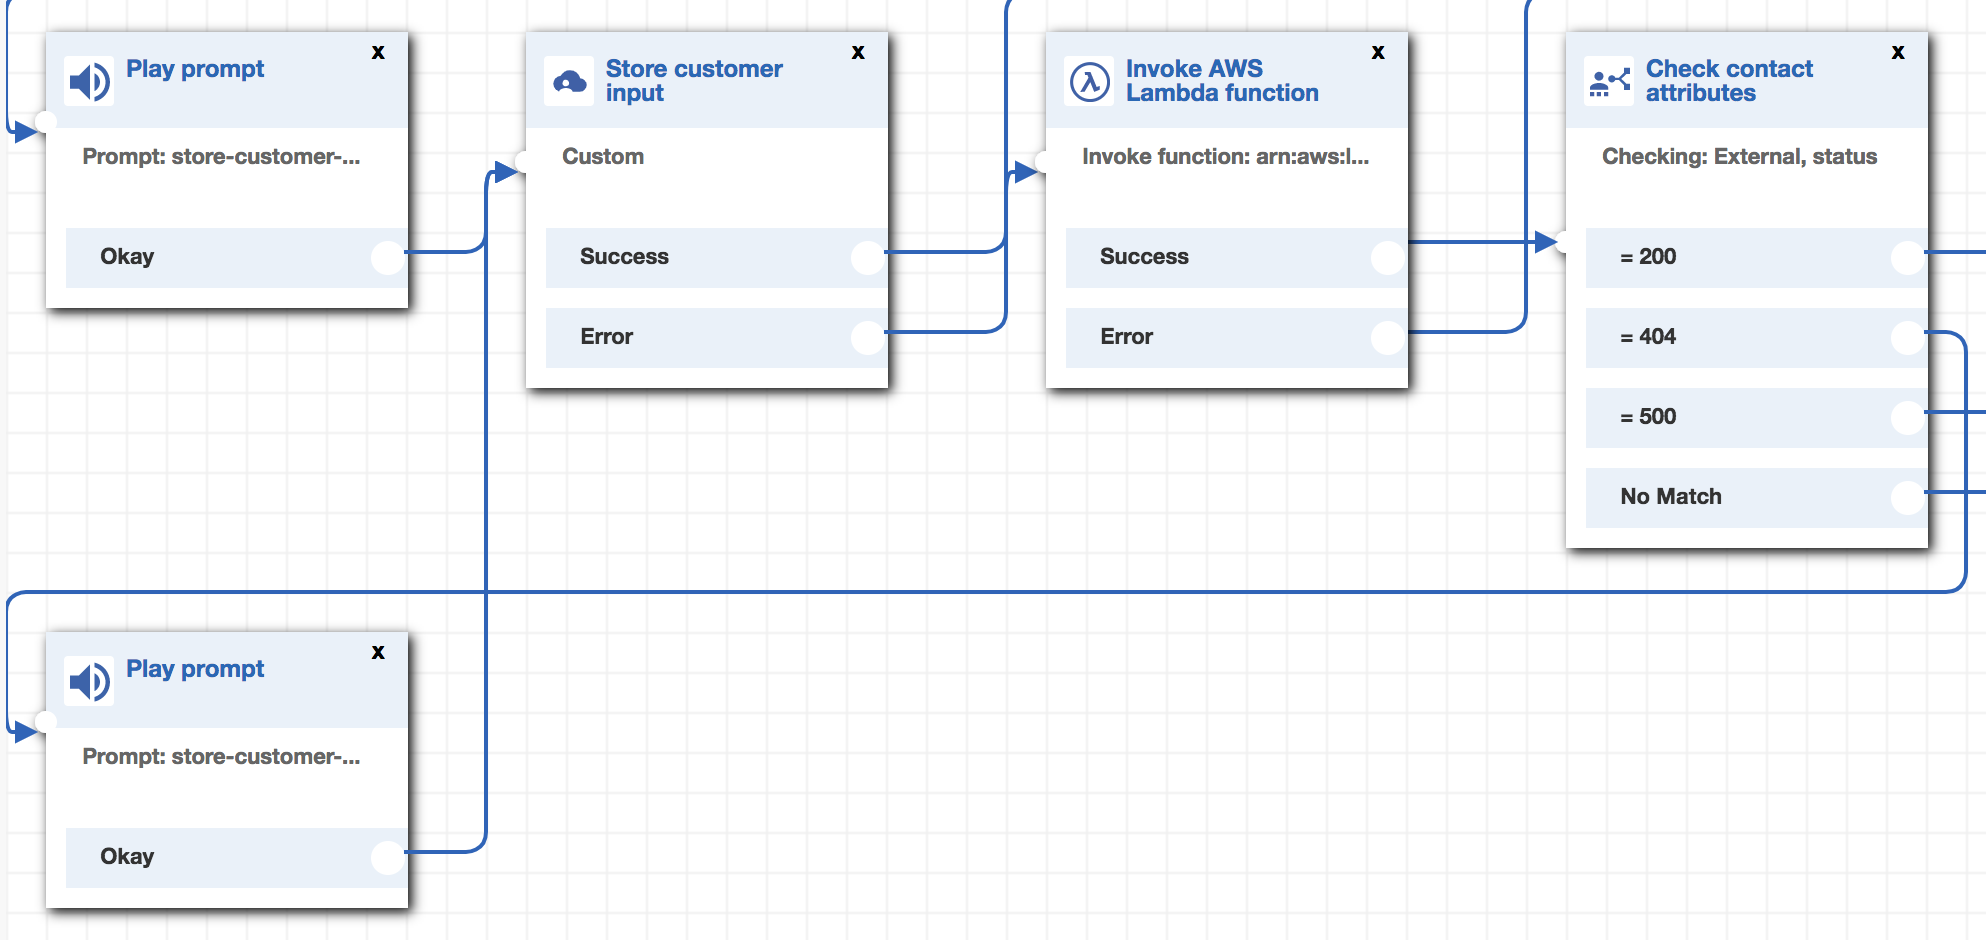 x
Play prompt
Prompt: store-customer-...
Okay
x
Store customer
input
Custom
Success
Error
x
Invoke AWS
Lambda function
Invoke function: arn:aws:l...
Success
Error
x
Check contact
attributes
Checking: External, status
= 200
= 404
= 500
No Match
x
Play prompt
Prompt: store-customer-...
Okay